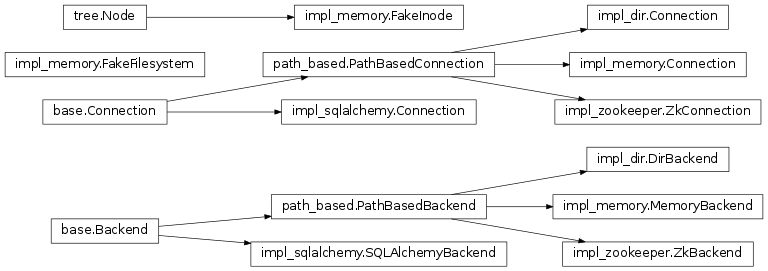 tree.Node
impl_memory.FakeInode
impl_dir.Connection
impl_memory.FakeFilesystem
path_based.PathBasedConnection
impl_memory.Connection
base.Connection
impl_sqlalchemy.Connection
impl_zookeeper.ZkConnection
impl_dir.DirBackend
path_based.PathBasedBackend
impl_memory.MemoryBackend
base.Backend
impl_sqlalchemy.SQLAlchemyBackend
impl_zookeeper.ZkBackend